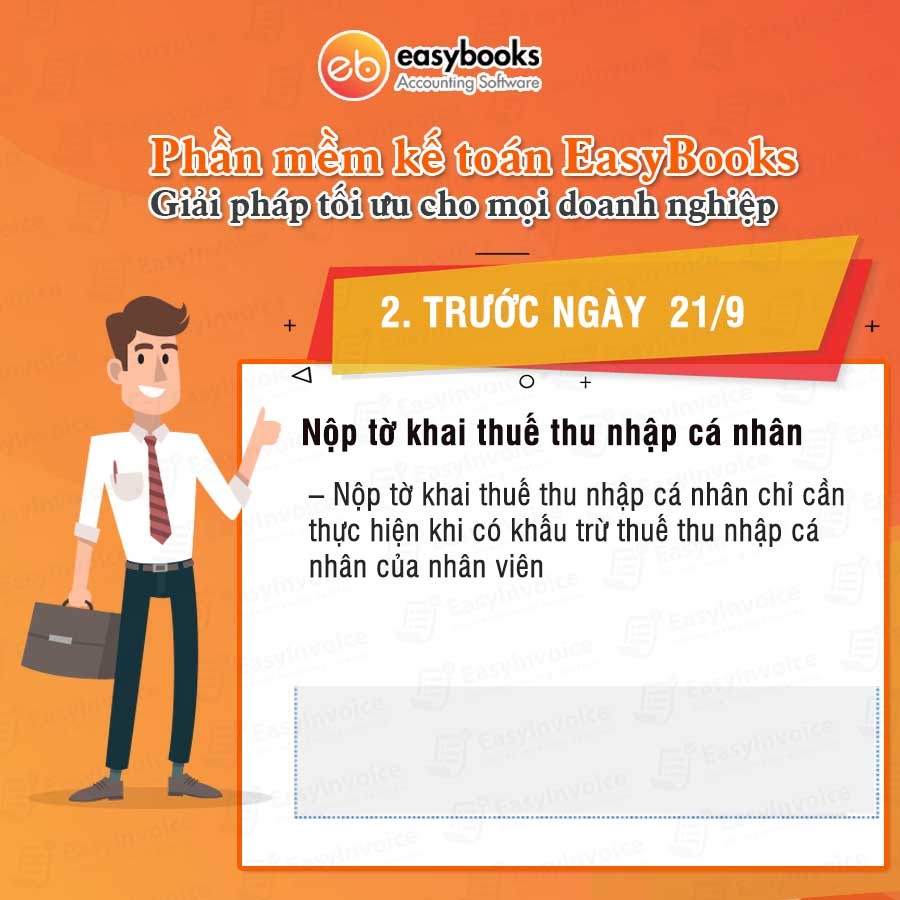 eb easybooks
Accounting Software
Phần mềm kế toán EasyBooks
Giải pháp tối ưu cho mọi doanh nghiệp
2. TRƯỚC NGÀY 21/9
Nộp tờ khai thuế thu nhập cá nhân
– Nộp tờ khai thuế thu nhập cá nhân chỉ cần
thực hiện khi có khấu trừ thuế thu nhập cá
nhân của nhân viên
EasyInvoice